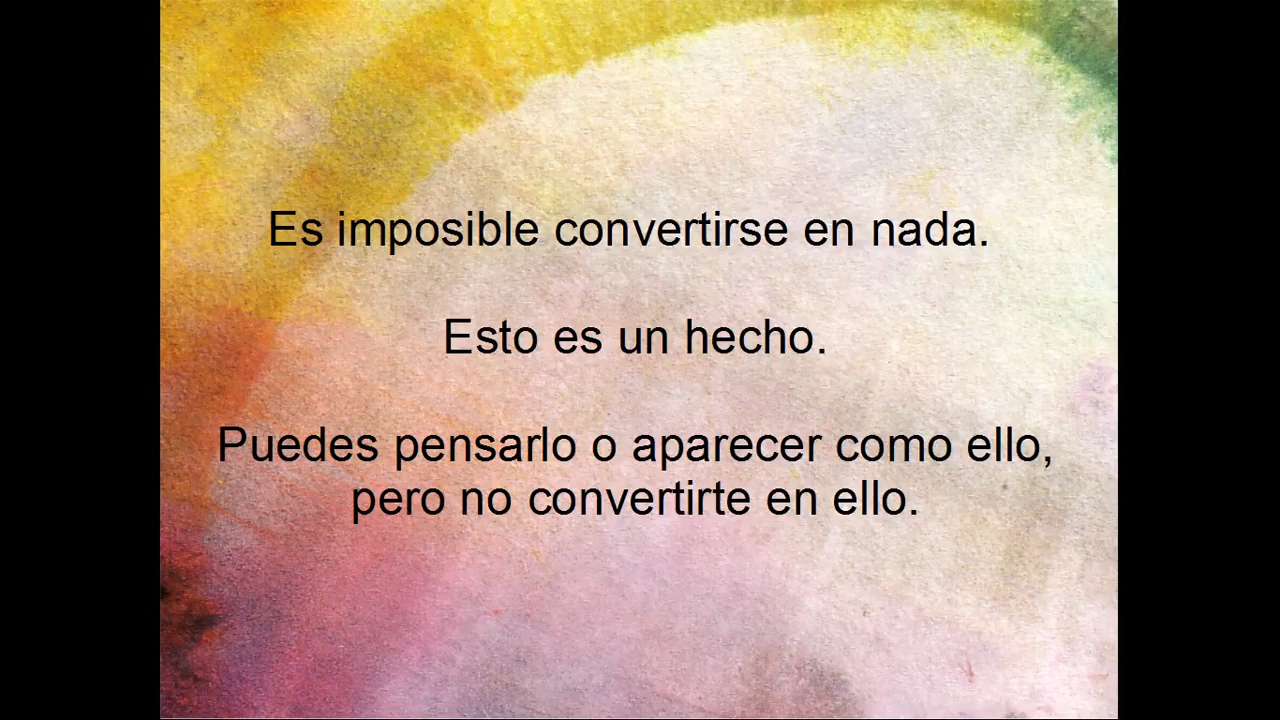 Es imposible convertirse en nada.
Esto es un hecho.
Puedes pensarlo o aparecer como ello,
pero no convertirte en ello.